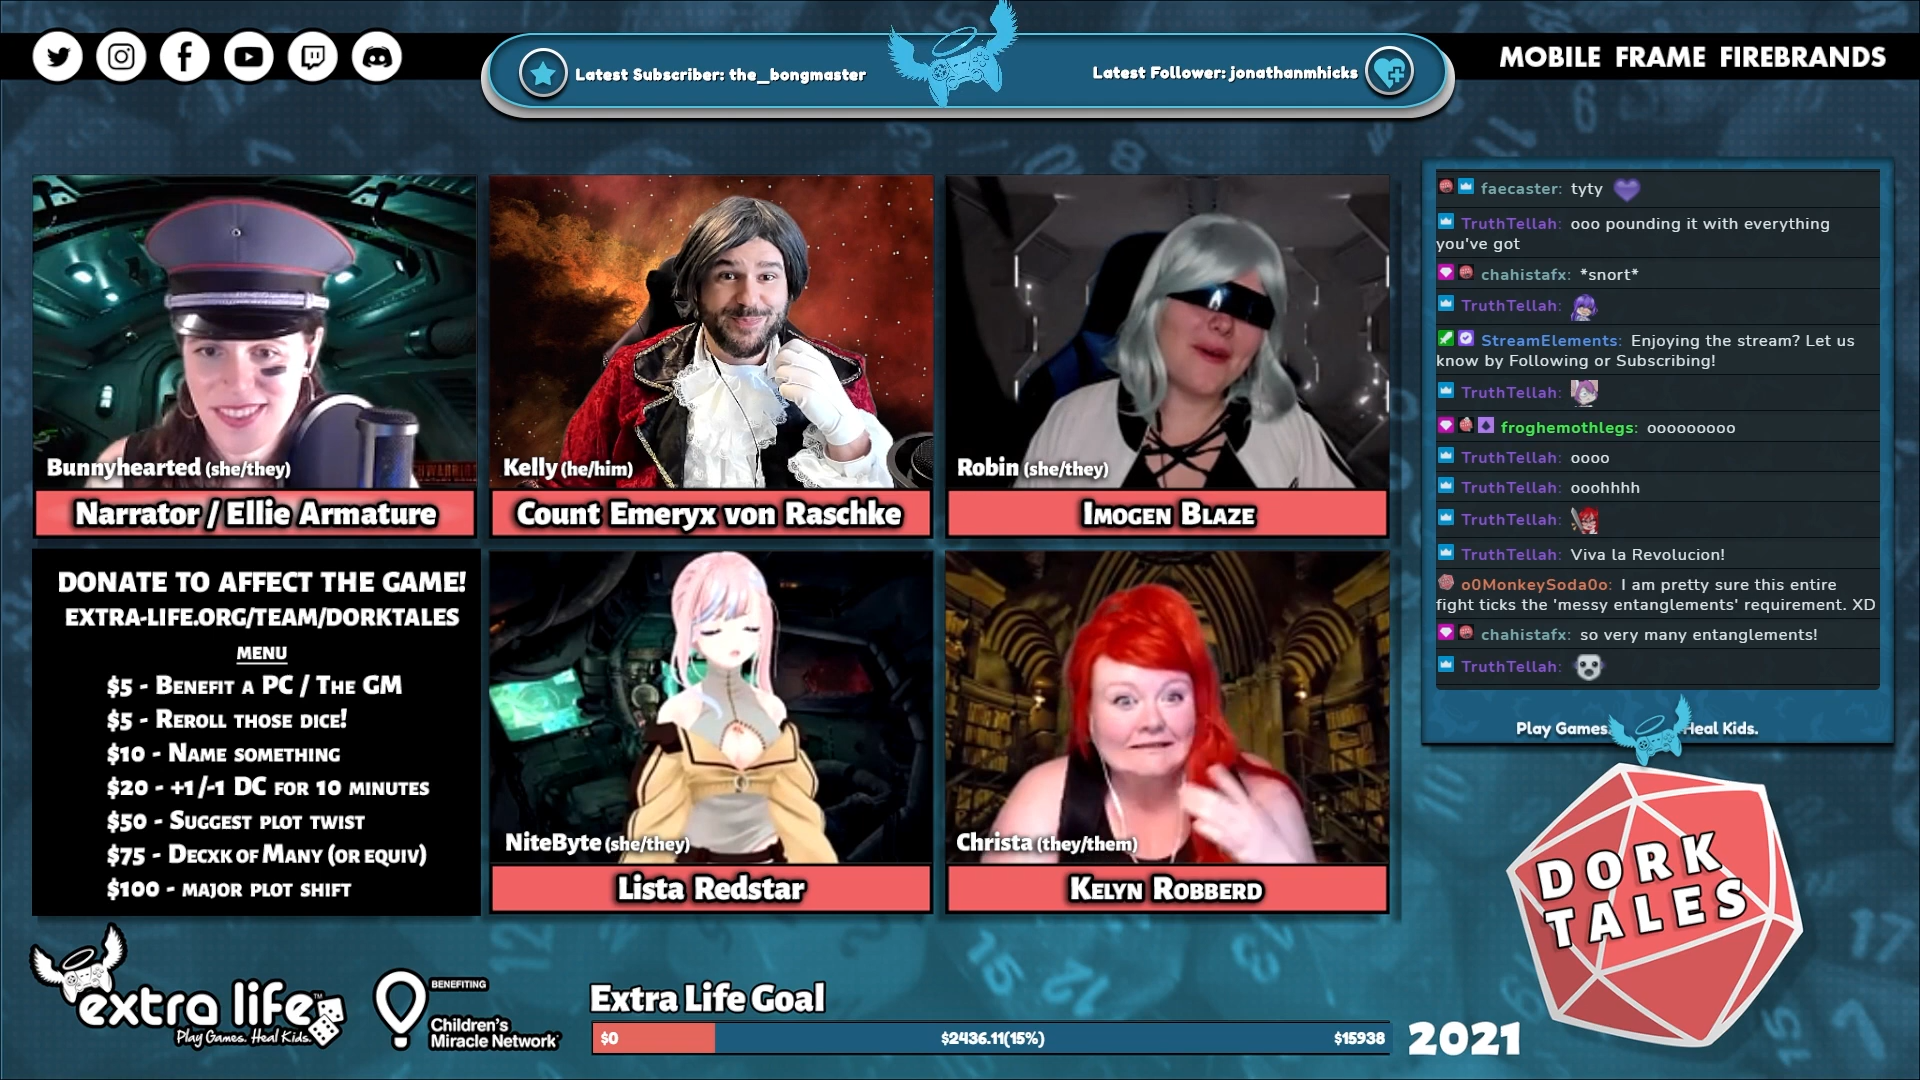 Latest Subscriber: the_bongmaster
Latest Follower: jonathanmhicks
MOBILE FRAME FIREBRANDS
Bunnyhearted (she/they)
Narrator / Ellie Armature
Kelly (he/him)
Count Emeryx von Raschke
Robin (she/they)
Imogen Blaze
faecaster: tyty
TruthTellah: ooo pounding it with everything
you've got
chahistafx: *snort*
TruthTellah:
StreamElements: Enjoying the stream? Let us
know by Following or Subscribing!
TruthTellah:
froghemothlegs: ooooooooo
TruthTellah: oooo
TruthTellah: ooohhhh
TruthTellah:
TruthTellah: Viva la Revolucion!
o0MonkeySoda0o: I am pretty sure this entire
fight ticks the 'messy entanglements' requirement. XD
chahistafx: so very many entanglements!
TruthTellah:
Play Games. Heal Kids.
DONATE TO AFFECT THE GAME!
EXTRA-LIFE.ORG/TEAM/DORKTALES
MENU
$5 - Benefit a PC / The GM
$5 - Reroll those dice!
$10 - Name something
$20 - +1/-1 DC for 10 minutes
$50 - Suggest plot twist
$75 - Decxk of Many (or equiv)
$100 - major plot shift
NiteByte (she/they)
Lista Redstar
Christa (they/them)
Kelyn Robberd
DORK
TALES
extra life™
Play Games. Heal Kids.
BENEFITING
Children's
Miracle Network
Extra Life Goal
$0
$2436.11(15%)
$15938
2021